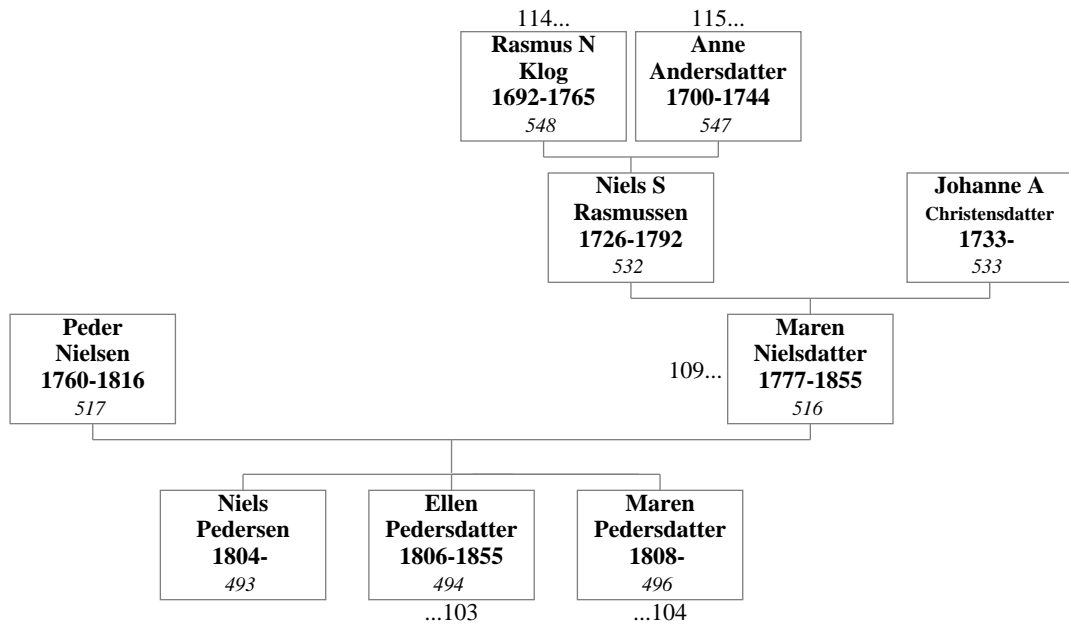 114...
Rasmus N
Klog
1692-1765
548
115...
Anne
Andersdatter
1700-1744
547
Niels S
Rasmussen
1726-1792
532
Johanne A
Christensdatter
1733-
533
Peder
Nielsen
1760-1816
517
109...
Maren
Nielsdatter
1777-1855
516
Niels
Pedersen
1804-
493
Ellen
Pedersdatter
1806-1855
494
...103
Maren
Pedersdatter
1808-
496
...104